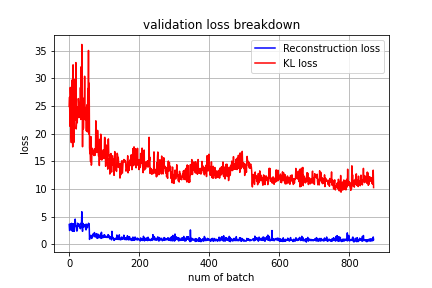 validation loss breakdown
Reconstruction loss
KL loss
35
30
25
20
15
10
5
0
loss
0
200
400
600
800
num of batch